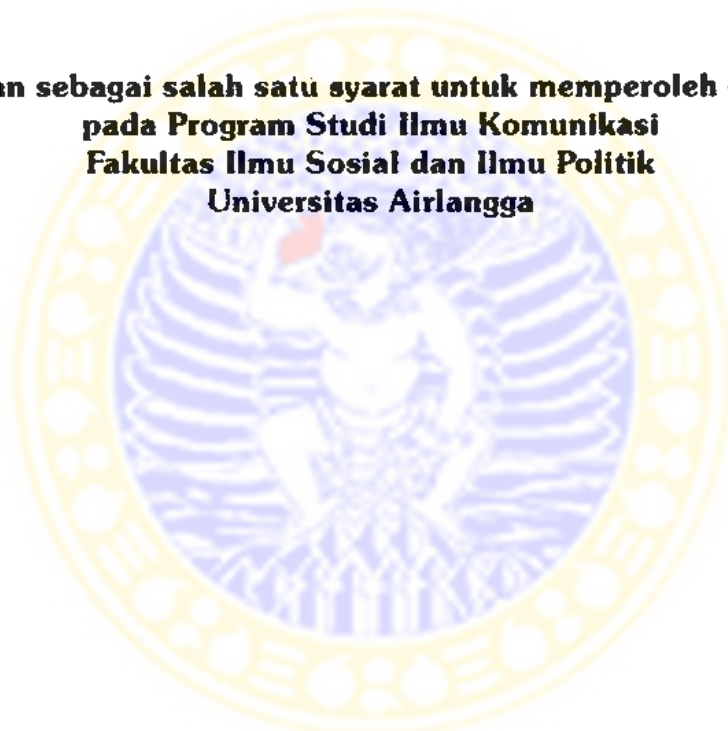 sebagai salah satu syarat untuk memperoleh
pada Program Studi Ilmu Komunikasi
Fakultas Ilmu Sosial dan Ilmu Politik
Universitas Airlangga